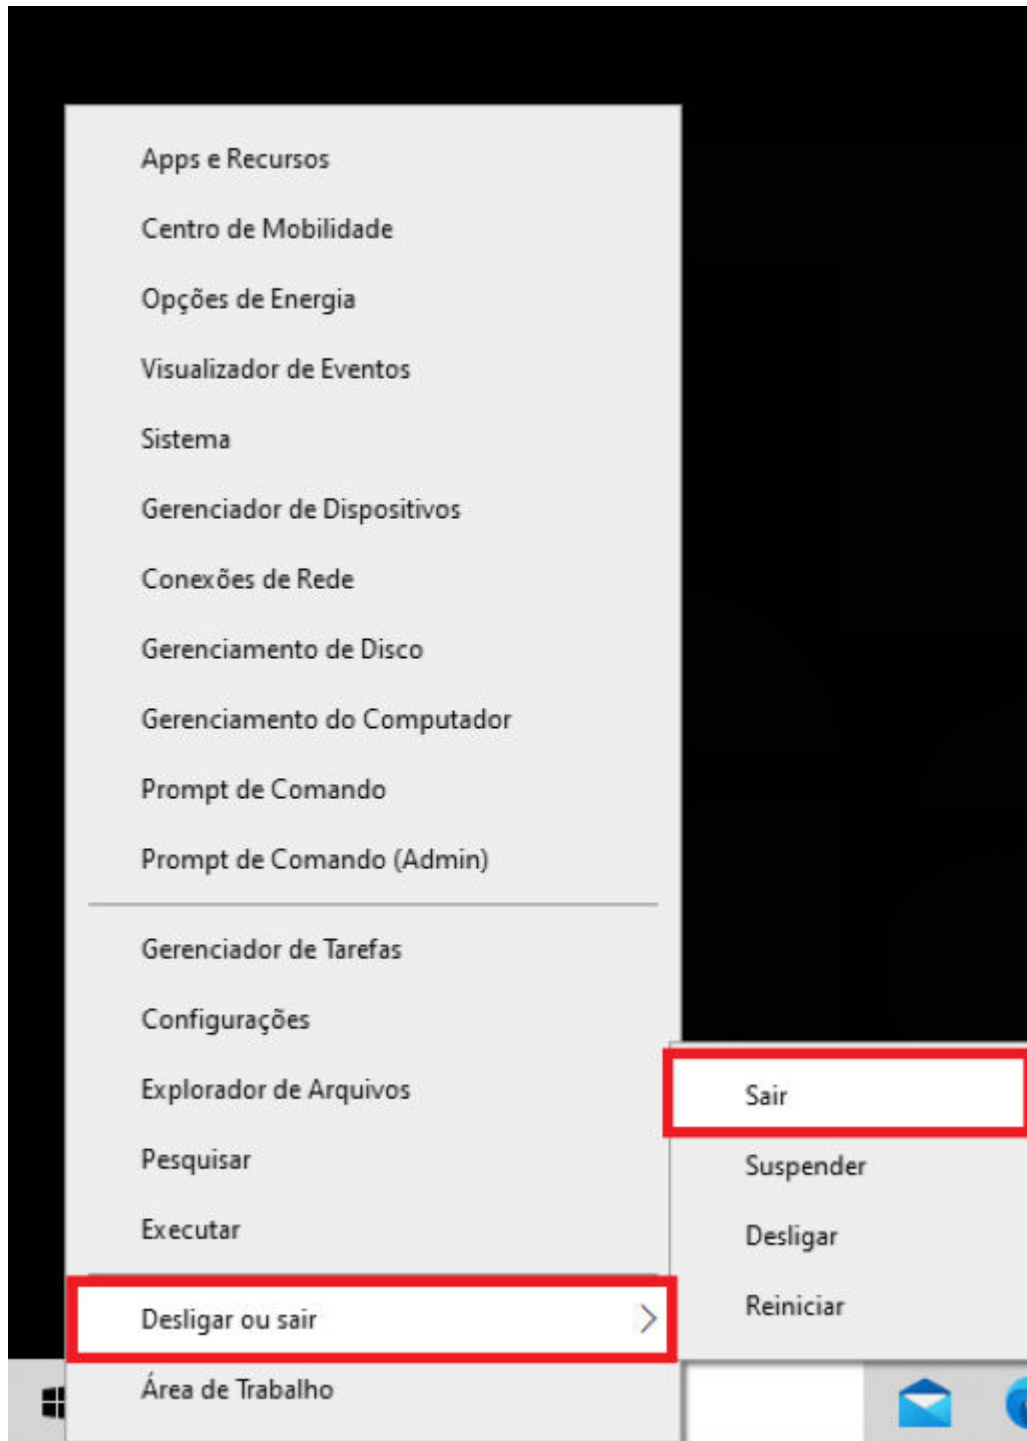 Apps e Recursos
Centro de Mobilidade
Opções de Energia
Visualizador de Eventos
Sistema
Gerenciador de Dispositivos
Conexões de Rede
Gerenciamento de Disco
Gerenciamento do Computador
Prompt de Comando
Prompt de Comando (Admin)
Gerenciador de Tarefas
Configurações
Explorador de Arquivos
Pesquisar
Executar
Desligar ou sair
Área de Trabalho
Sair
Suspender
Desligar
Reiniciar